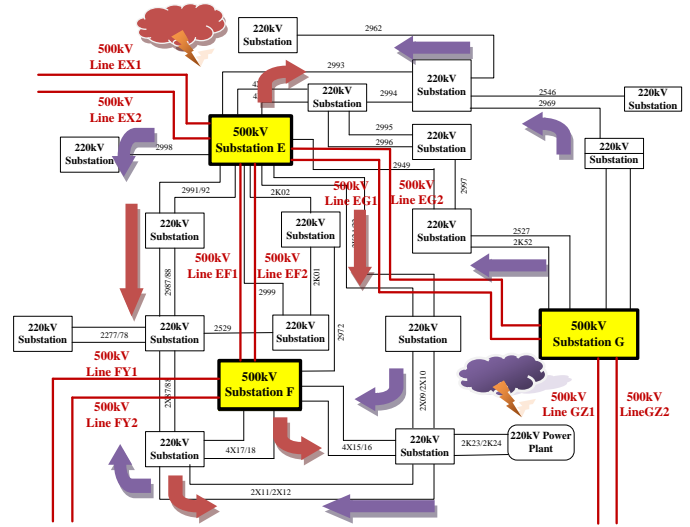 220kV
Substation
2962
500kV
Line EX1
2993
220kV
Substation
500kV
Line EX2
220kV
Substation
2994
2546
2969
220kV
Substation
500kV
Substation E
2995
2996
220kV
Substation
220kV
Substation
220kV
Substation
2998
2949
2991/92
2K02
500kV
Line EG1
500kV
Line EG2
2997
220kV
Substation
220kV
Substation
220kV
Substation
2527
2K52
500kV
Line EF1
500kV
Line EF2
2987/88
2K01
2999
220kV
Substation
2277/78
220kV
Substation
2529
220kV
Substation
2972
220kV
Substation
500kV
Substation G
500kV
Line FY1
500kV
Substation F
2X09/2X10
500kV
Line FY2
500kV
Line GZ1
500kV
LineGZ2
220kV
Substation
4X17/18
4X15/16
220kV
Substation
2K23/2K24
220kV Power
Plant
2X11/2X12